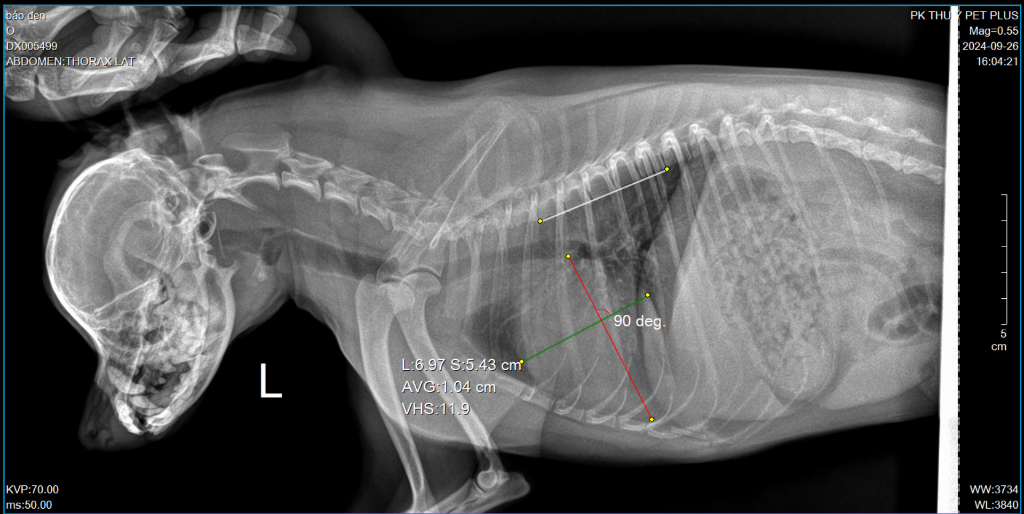 báo đen
O
DX005499
ABDOMEN:THORAX LAT
PK THU Y PET PLUS
Mag=0.55
2024-09-26
16:04:21
90 deg.
L:6.97 S:5.43 cm
AVG:1.04 cm
VHS:11.9
L
5
cm
KVP:70.00
ms:50.00
WW:3734
WL:3840